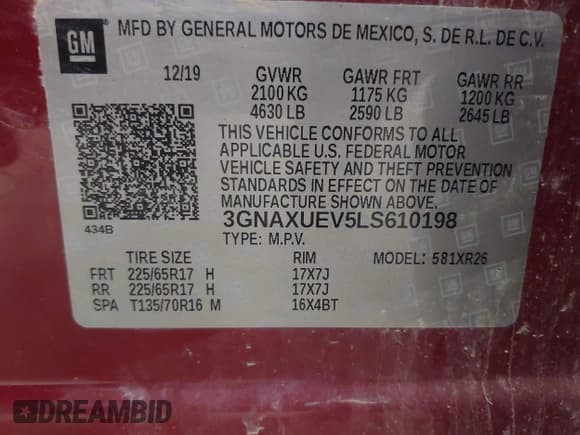 GM
MFD BY GENERAL MOTORS DE MEXICO, S. DE R.L. DE C.V.
12/19 GVWR GAWR FRT GAWR RR
2100 KG 1175 KG 1200 KG
4630 LB 2590 LB 2645 LB
THIS VEHICLE CONFORMS TO ALL
APPLICABLE U.S. FEDERAL MOTOR
VEHICLE SAFETY AND THEFT PREVENTION
STANDARDS IN EFFECT ON THE DATE OF
MANUFACTURE SHOWN ABOVE.
434B 3GNAXUEV5LS610198
TYPE: M.P.V.
TIRE SIZE RIM MODEL: 581XR26
FRT 225/65R17 H 17X7J
RR 225/65R17 H 17X7J
SPA T135/70R16 M 16X4BT
DREAMBID